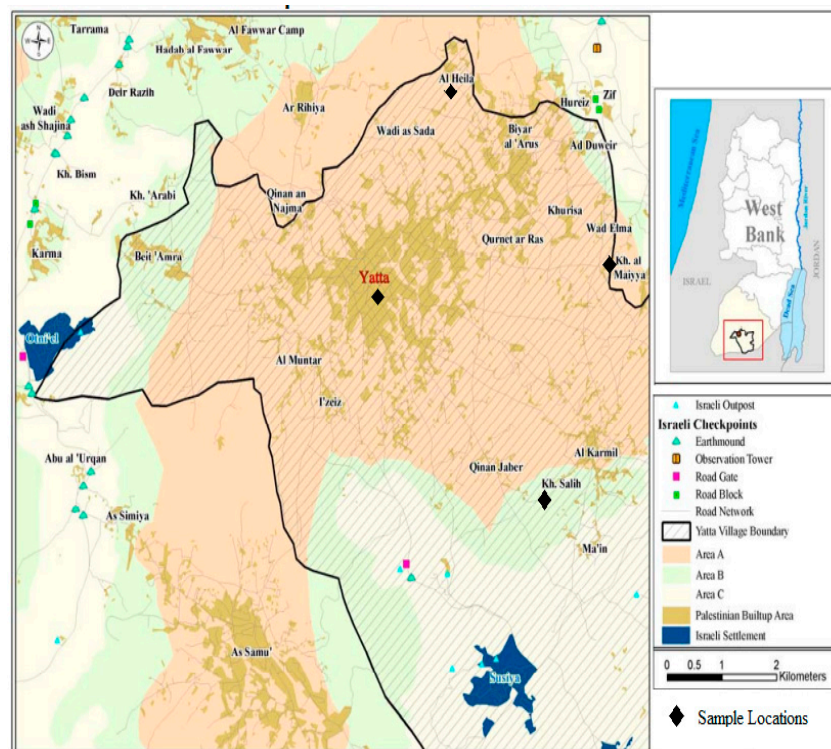 Tarrama
Al Fawwar Camp
Hadab al Fawwar
Deir Razih
Al Heila
Zif
Hureiz
Wadi
ash Shajina
Ar Rihiya
Wadi as Sada
Biyar
al 'Arus
Ad Duweir
Kh. Bism
Kh. 'Arabi
Qinan an
Najma
Khurisa
Wad Elma
Karma
Beit 'Amra
Qurnet ar Ras
Kh. al
Maiyya
Yatta
Otni'el
Al Muntar
I'zeiz
Abu al 'Urqan
Al Karmil
Qinan Jaber
Kh. Salih
As Simiya
Ma'in
As Samu'
Susiya
N
W
E
S
Mediterranean Sea
West
Bank
Jordan River
JORDAN
ISRAEL
Dead Sea
Israeli Outpost
Israeli Checkpoints
Earthmound
Observation Tower
Road Gate
Road Block
Road Network
Yatta Village Boundary
Area A
Area B
Area C
Palestinian Builtup Area
Israeli Settlement
0 0.5 1 2
Kilometers
Sample Locations